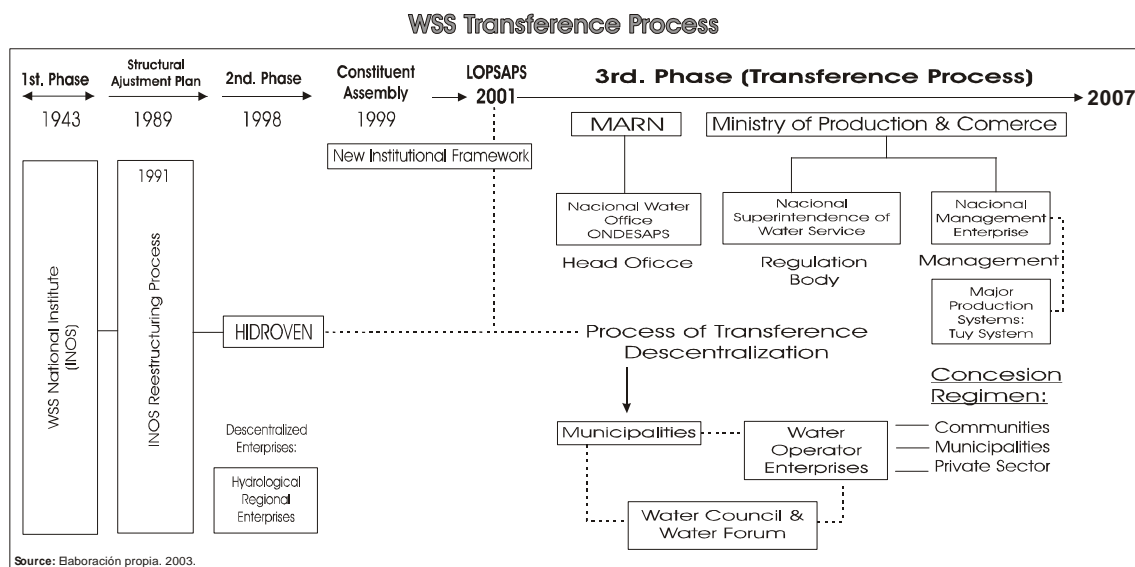 WSS Transference Process
1st. Phase
1943
Structural
Ajustment Plan
1989
2nd. Phase
1998
Constituent
Assembly
1999
LOPSAPS
2001
3rd. Phase (Transference Process)
2007
New Institutional Framework
MARN
Ministry of Production & Comerce
WSS National Institute
(INOS)
1991
INOS Reestructuring Process
Nacional Water
Office
ONDESAPS
Head Oficce
Nacional
Superintendence of
Water Service
Regulation
Body
Nacional
Management
Enterprise
Management
Major
Production
Systems:
Tuy System
HIDROVEN
Process of Transference
Descentralization
Descentralized
Enterprises:
Hydrological
Regional
Enterprises
Municipalities
Water
Operator
Enterprises
Concesion
Regimen:
Communities
Municipalities
Private Sector
Water Council &
Water Forum
Source: Elaboración propia. 2003.